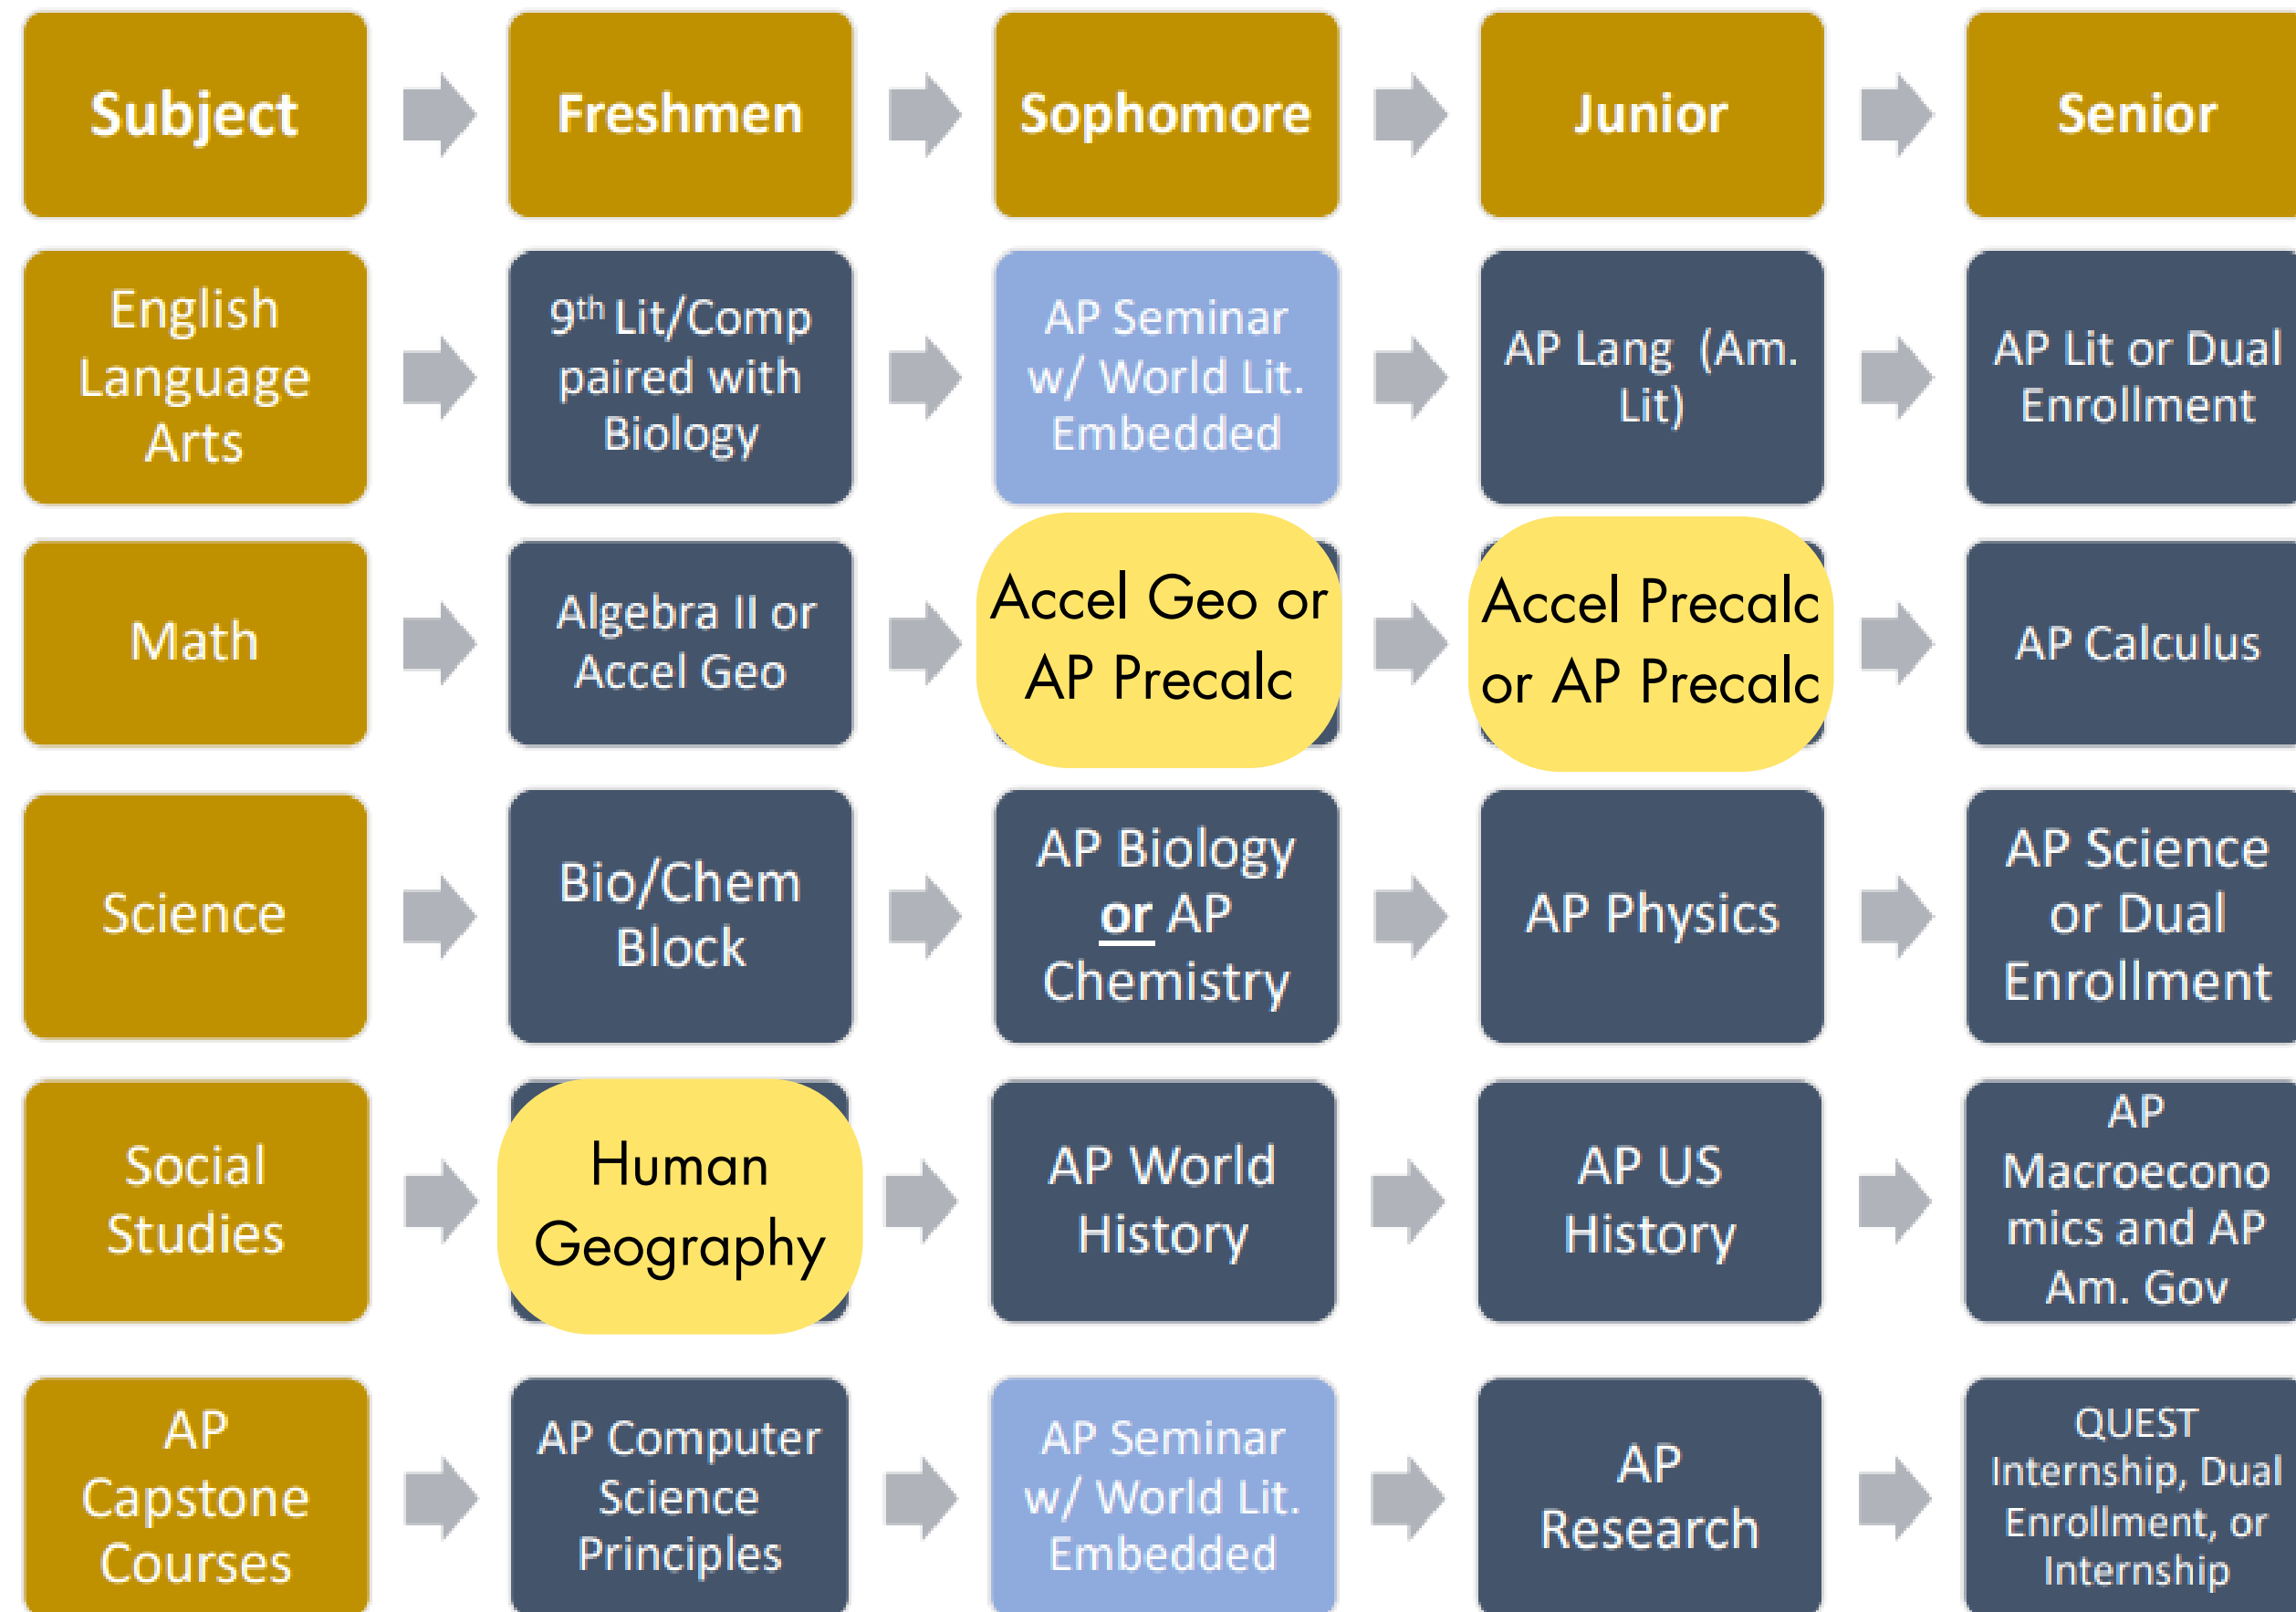 Subject
Freshmen
Sophomore
Junior
Senior
English
Language
Arts
9th Lit/Comp
paired with
Biology
AP Seminar
w/ World Lit.
Embedded
AP Lang (Am.
Lit)
AP Lit or Dual
Enrollment
Math
Algebra II or
Accel Geo
Accel Geo or
AP Precalc
Accel Precalc
or AP Precalc
AP Calculus
Science
Bio/Chem
Block
AP Biology
or AP
Chemistry
AP Physics
AP Science
or Dual
Enrollment
Social
Studies
Human
Geography
AP World
History
AP US
History
AP
Macroecono
mics and AP
Am. Gov
AP
Capstone
Courses
AP Computer
Science
Principles
AP Seminar
w/ World Lit.
Embedded
AP
Research
QUEST
Internship, Dual
Enrollment, or
Internship